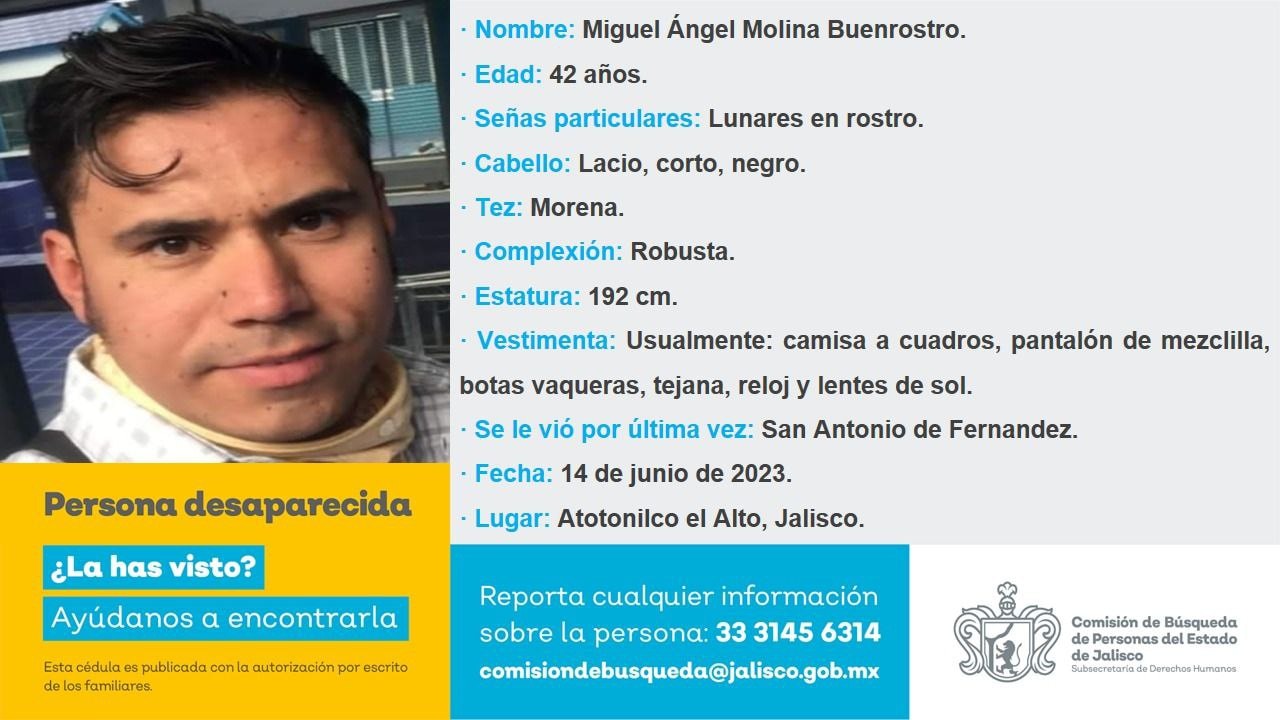 · Nombre: Miguel Ángel Molina Buenrostro.
· Edad: 42 años.
· Señas particulares: Lunares en rostro.
· Cabello: Lacio, corto, negro.
· Tez: Morena.
· Complexión: Robusta.
· Estatura: 192 cm.
· Vestimenta: Usualmente: camisa a cuadros, pantalón de mezclilla,
botas vaqueras, tejana, reloj y lentes de sol.
· Se le vió por última vez: San Antonio de Fernandez.
· Fecha: 14 de junio de 2023.
· Lugar: Atotonilco el Alto, Jalisco.
Persona desaparecida
¿La has visto?
Ayúdanos a encontrarla
Esta cédula es publicada con la autorización por escrito
de los familiares.
Reporta cualquier información
sobre la persona: 33 3145 6314
comisiondebusqueda@jalisco.gob.mx
Comisión de Búsqueda
de Personas del Estado
de Jalisco
Subsecretaría de Derechos Humanos